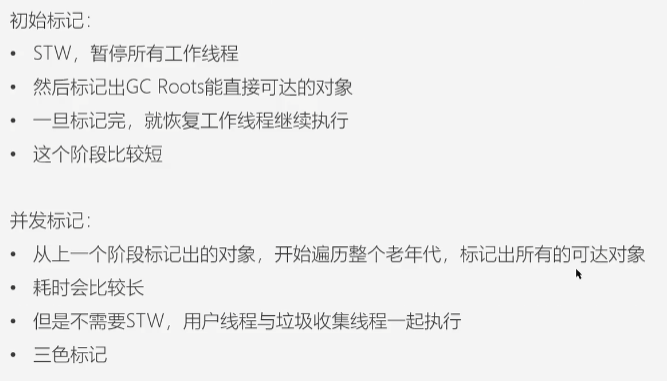 初始标记：
• STW，暂停所有工作线程
• 然后标记出GC Roots能直接可达的对象
• 一旦标记完，就恢复工作线程继续执行
• 这个阶段比较短
并发标记：
• 从上一个阶段标记出的对象，开始遍历整个老年代，标记出所有的可达对象
• 耗时会比较长
• 但是不需要STW，用户线程与垃圾收集线程一起执行
• 三色标记